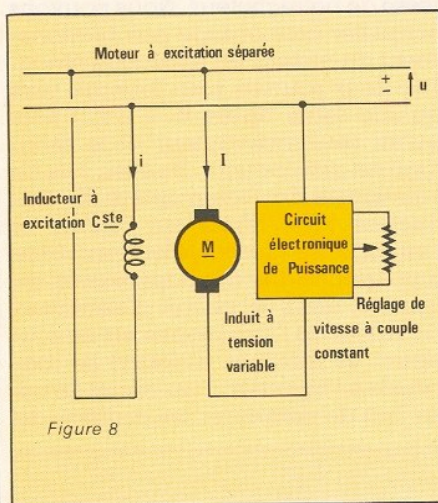 Moteur à excitation séparée
+
−
u
i
I
Inducteur à
excitation Cste
M
Circuit
électronique
de Puissance
Réglage de
vitesse à couple
constant
Induit à
tension
variable
Figure 8